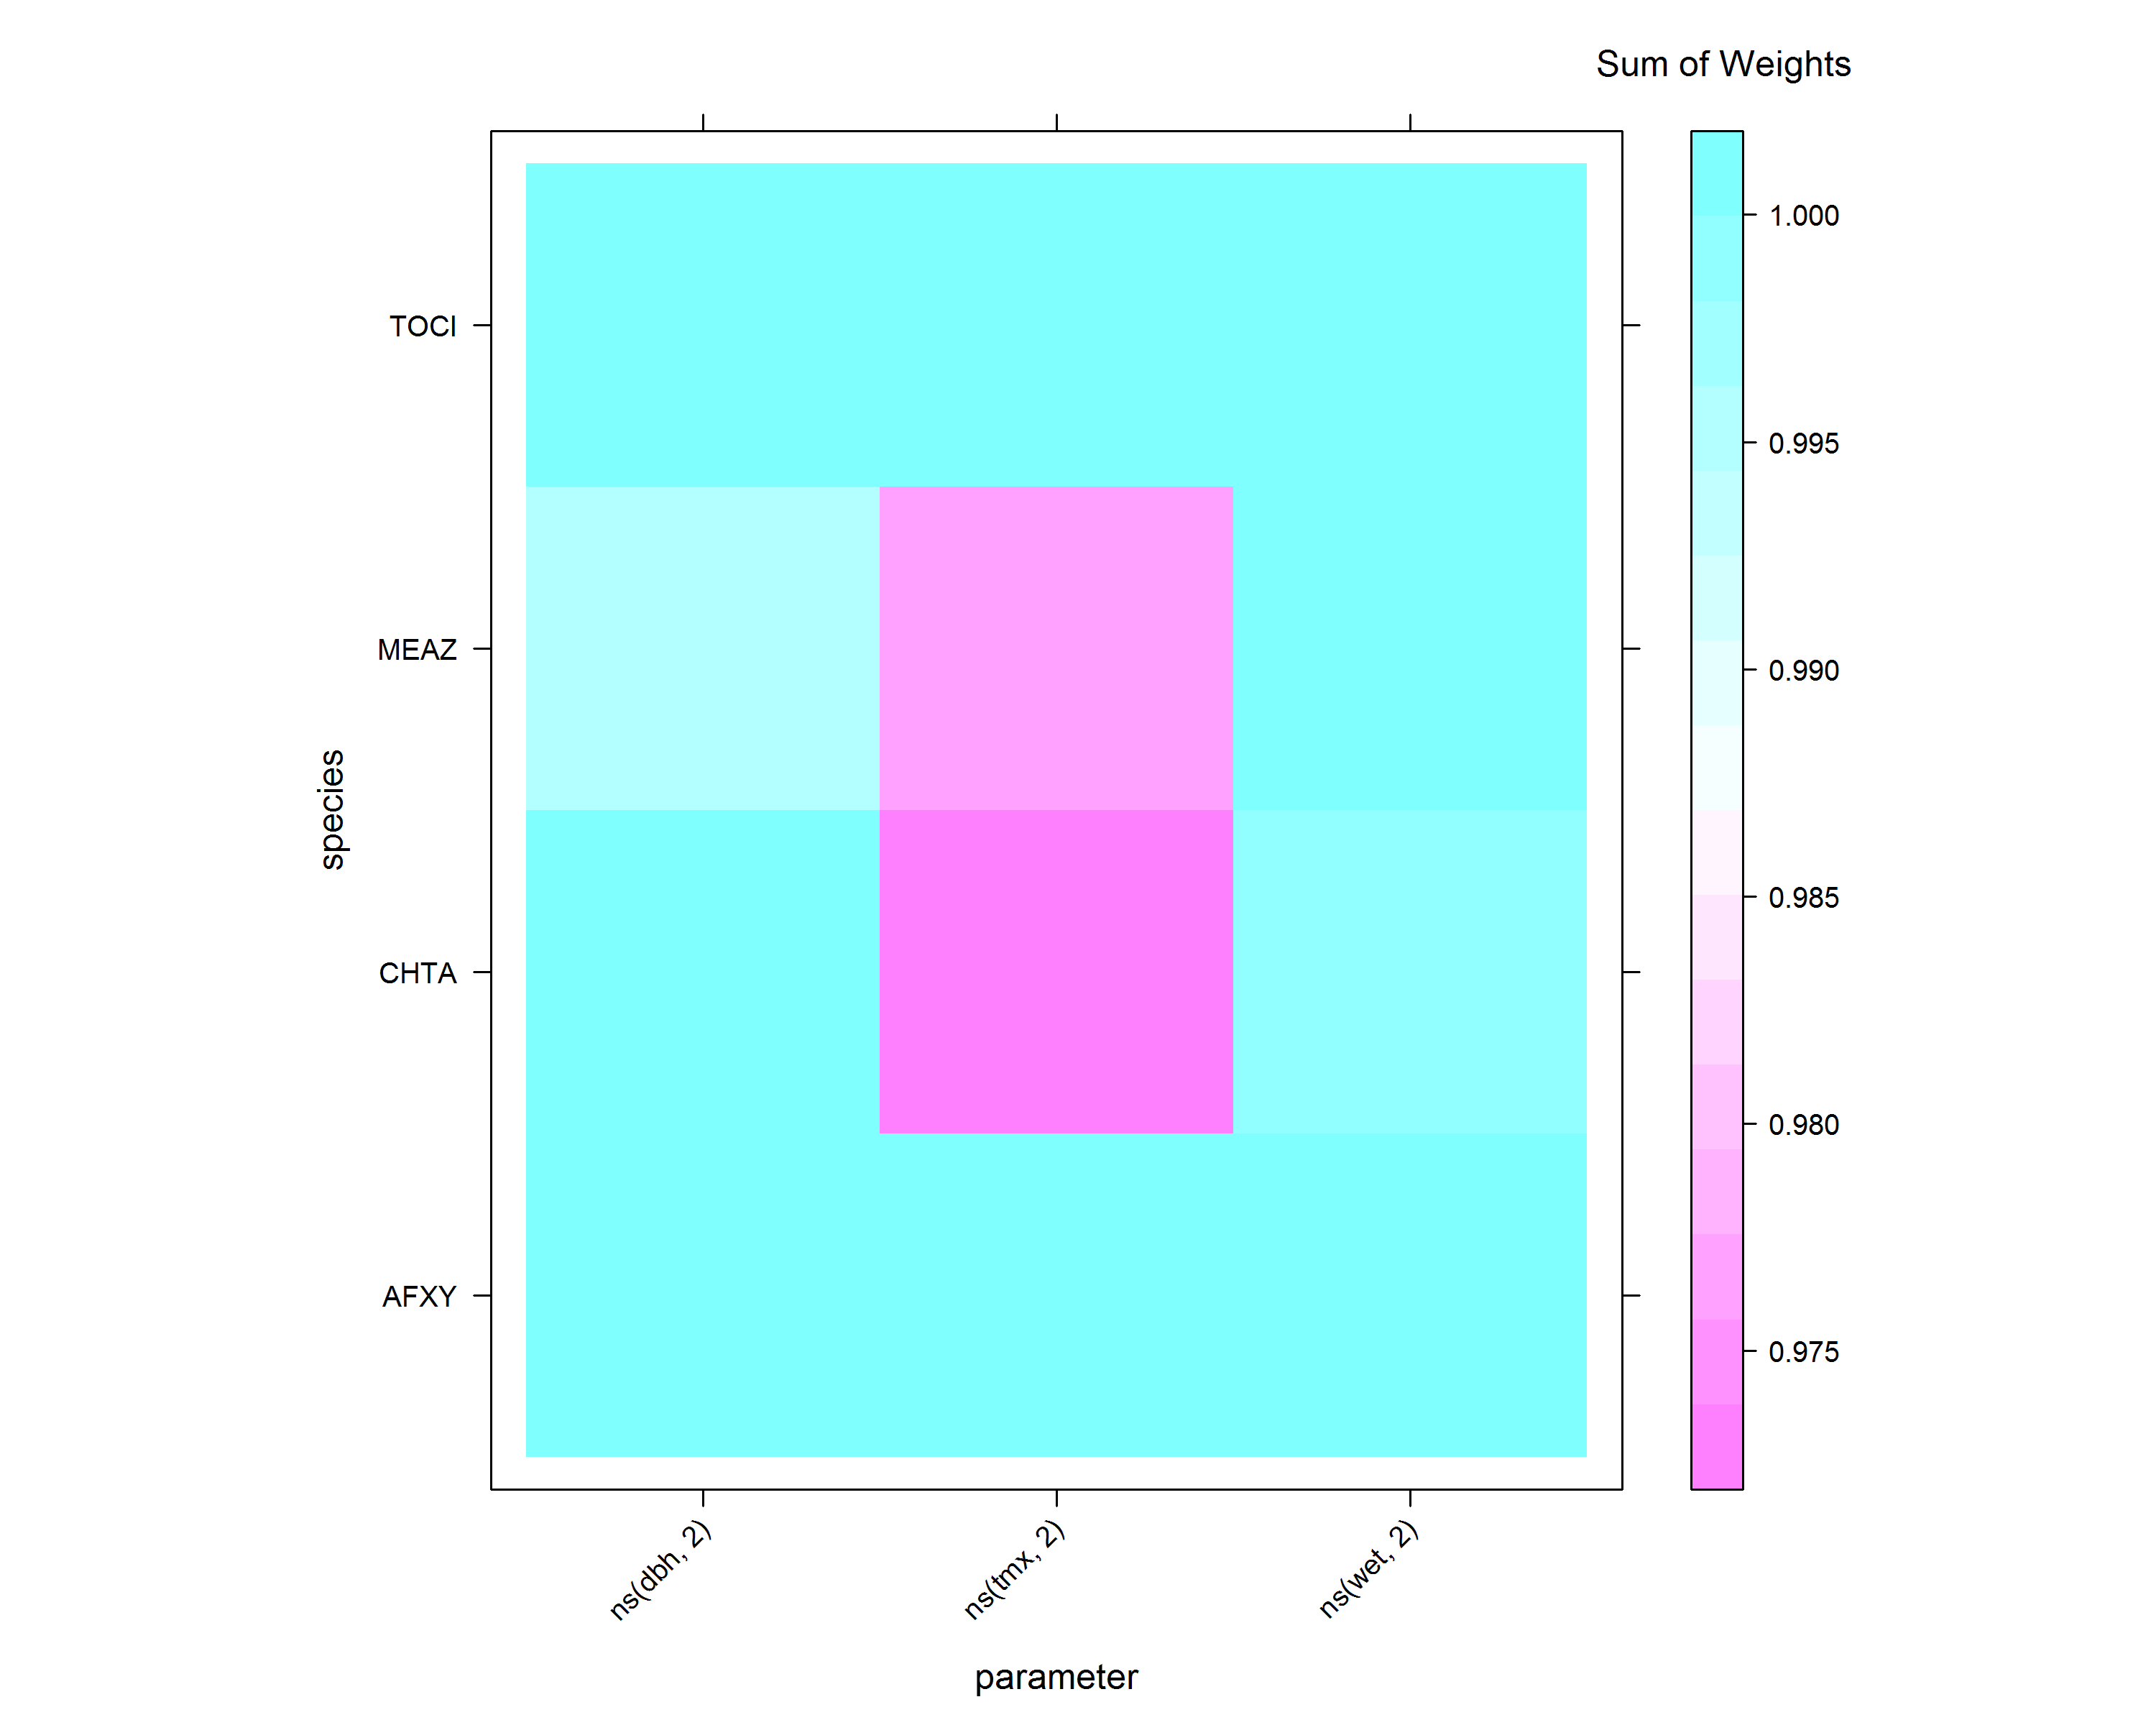 Sum of Weights
1.000
0.995
0.990
0.985
0.980
0.975
TOCI
MEAZ
CHTA
AFXY
species
ns(dbh, 2)
ns(tmx, 2)
ns(wet, 2)
parameter